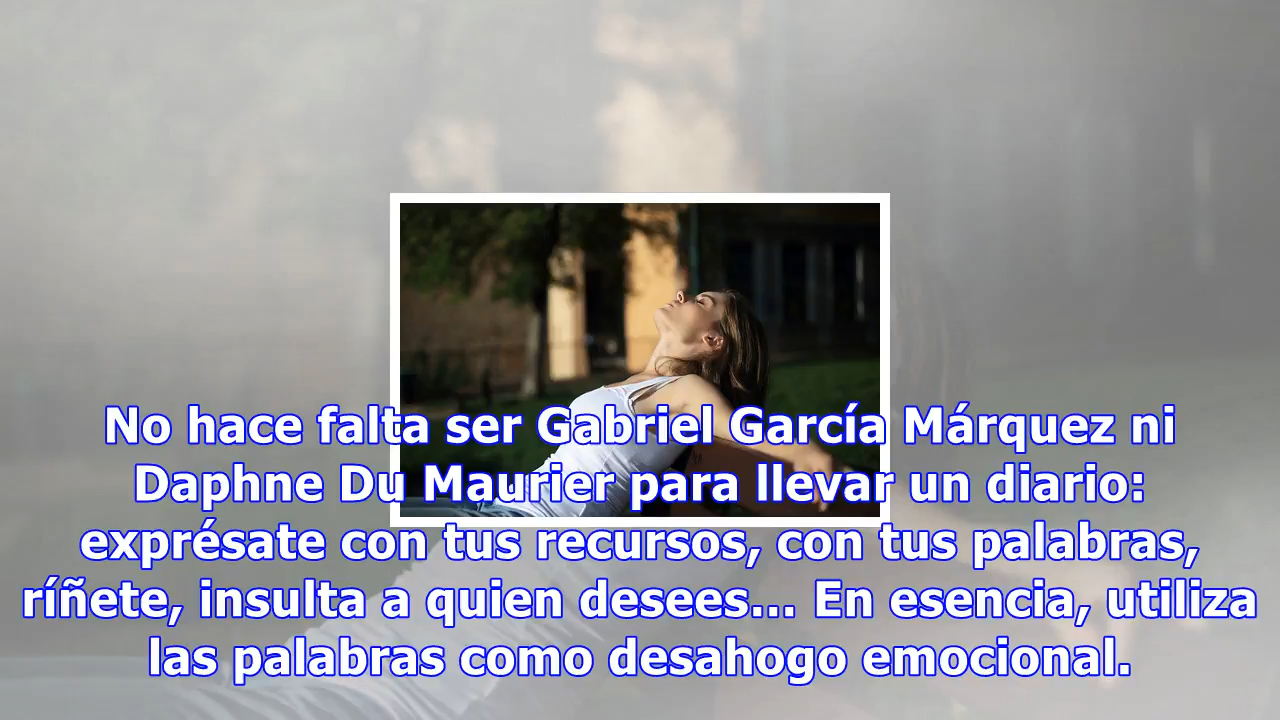 No hace falta ser Gabriel García Márquez ni
Daphne Du Maurier para llevar un diario:
exprésate con tus recursos, con tus palabras,
ríñete, insulta a quien desees... En esencia, utiliza
las palabras como desahogo emocional.